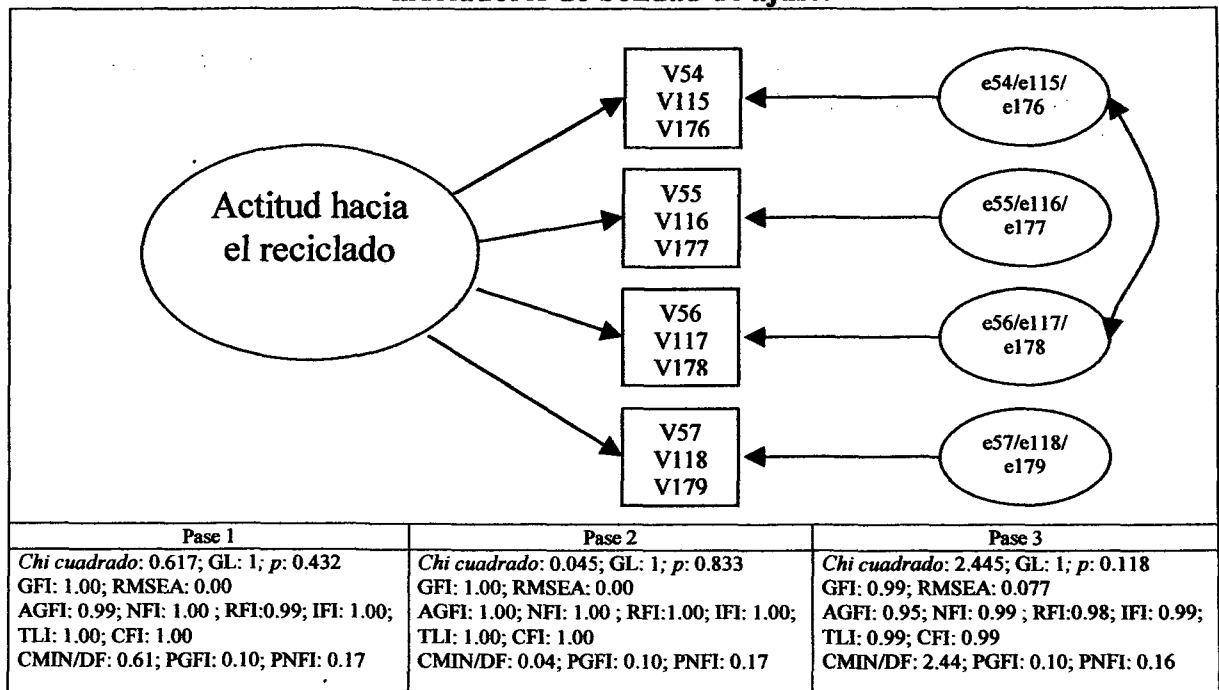 Actitud hacia
el reciclado
V54
V115
V176
V55
V116
V177
V56
V117
V178
V57
V118
V179
e54/e115/
e176
e55/e116/
e177
e56/e117/
e178
e57/e118/
e179
Pase 1
Chi cuadrado: 0.617; GL: 1; p: 0.432
GFI: 1.00; RMSEA: 0.00
AGFI: 0.99; NFI: 1.00 ; RFI:0.99; IFI: 1.00;
TLI: 1.00; CFI: 1.00
CMIN/DF: 0.61; PGFI: 0.10; PNFI: 0.17
Pase 2
Chi cuadrado: 0.045; GL: 1; p: 0.833
GFI: 1.00; RMSEA: 0.00
AGFI: 1.00; NFI: 1.00 ; RFI:1.00; IFI: 1.00;
TLI: 1.00; CFI: 1.00
CMIN/DF: 0.04; PGFI: 0.10; PNFI: 0.17
Pase 3
Chi cuadrado: 2.445; GL: 1; p: 0.118
GFI: 0.99; RMSEA: 0.077
AGFI: 0.95; NFI: 0.99 ; RFI:0.98; IFI: 0.99;
TLI: 0.99; CFI: 0.99
CMIN/DF: 2.44; PGFI: 0.10; PNFI: 0.16